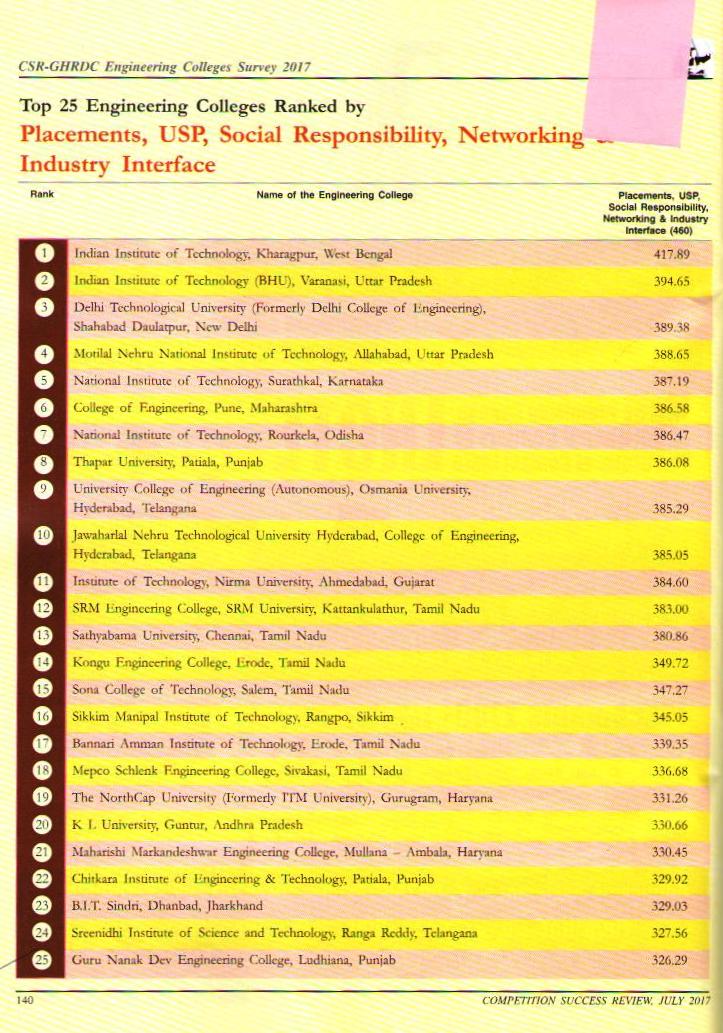 CSR-GHRDC Engineering Colleges Survey 2017
Top 25 Engineering Colleges Ranked by
Placements, USP, Social Responsibility, Networking &
Industry Interface
Rank Name of the Engineering College Placements, USP,
Social Responsibility,
Networking & Industry
Interface (460)
1 Indian Institute of Technology, Kharagpur, West Bengal 417.89
2 Indian Institute of Technology (BHU), Varanasi, Uttar Pradesh 394.65
3 Delhi Technological University (Formerly Delhi College of Engineering),
Shahabad Daulatpur, New Delhi 389.38
4 Motilal Nehru National Institute of Technology, Allahabad, Uttar Pradesh 388.65
5 National Institute of Technology, Surathkal, Karnataka 387.19
6 College of Engineering, Pune, Maharashtra 386.58
7 National Institute of Technology, Rourkela, Odisha 386.47
8 Thapar University, Patiala, Punjab 386.08
9 University College of Engineering (Autonomous), Osmania University,
Hyderabad, Telangana 385.29
10 Jawaharlal Nehru Technological University Hyderabad, College of Engineering,
Hyderabad, Telangana 385.05
11 Institute of Technology, Nirma University, Ahmedabad, Gujarat 384.60
12 SRM Engineering College, SRM University, Kattankulathur, Tamil Nadu 383.00
13 Sathyabama University, Chennai, Tamil Nadu 380.86
14 Kongu Engineering College, Erode, Tamil Nadu 349.72
15 Sona College of Technology, Salem, Tamil Nadu 347.27
16 Sikkim Manipal Institute of Technology, Rangpo, Sikkim 345.05
17 Bannari Amman Institute of Technology, Erode, Tamil Nadu 339.35
18 Mepco Schlenk Engineering College, Sivakasi, Tamil Nadu 336.68
19 The NorthCap University (Formerly ITM University), Gurugram, Haryana 331.26
20 K L University, Guntur, Andhra Pradesh 330.66
21 Maharishi Markandeshwar Engineering College, Mullana – Ambala, Haryana 330.45
22 Chitkara Institute of Engineering & Technology, Patiala, Punjab 329.92
23 B.I.T. Sindri, Dhanbad, Jharkhand 329.03
24 Sreenidhi Institute of Science and Technology, Ranga Reddy, Telangana 327.56
25 Guru Nanak Dev Engineering College, Ludhiana, Punjab 326.29
140 COMPETITION SUCCESS REVIEW, JULY 2017